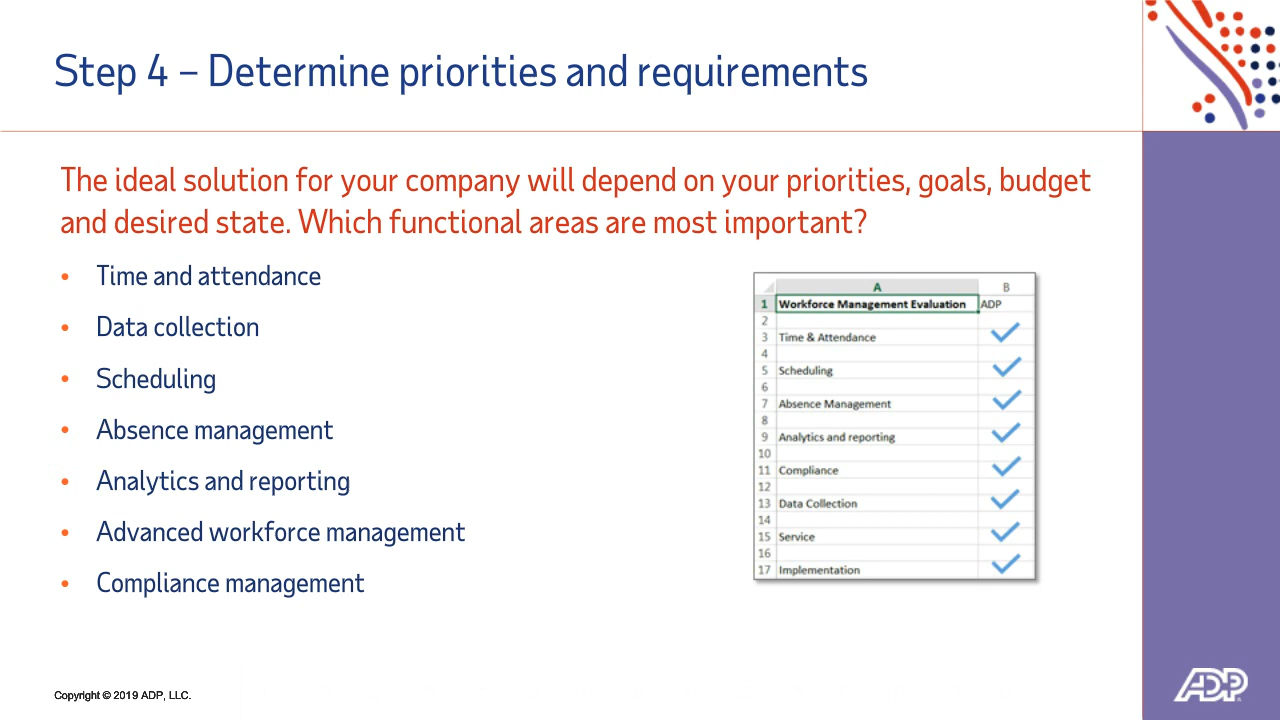 Step 4 – Determine priorities and requirements
The ideal solution for your company will depend on your priorities, goals, budget
and desired state. Which functional areas are most important?
• Time and attendance
• Data collection
• Scheduling
• Absence management
• Analytics and reporting
• Advanced workforce management
• Compliance management
A B
1 Workforce Management Evaluation ADP
2
3 Time & Attendance
4
5 Scheduling
6
7 Absence Management
8
9 Analytics and reporting
10
11 Compliance
12
13 Data Collection
14
15 Service
16
17 Implementation
Copyright © 2019 ADP, LLC.
ADP